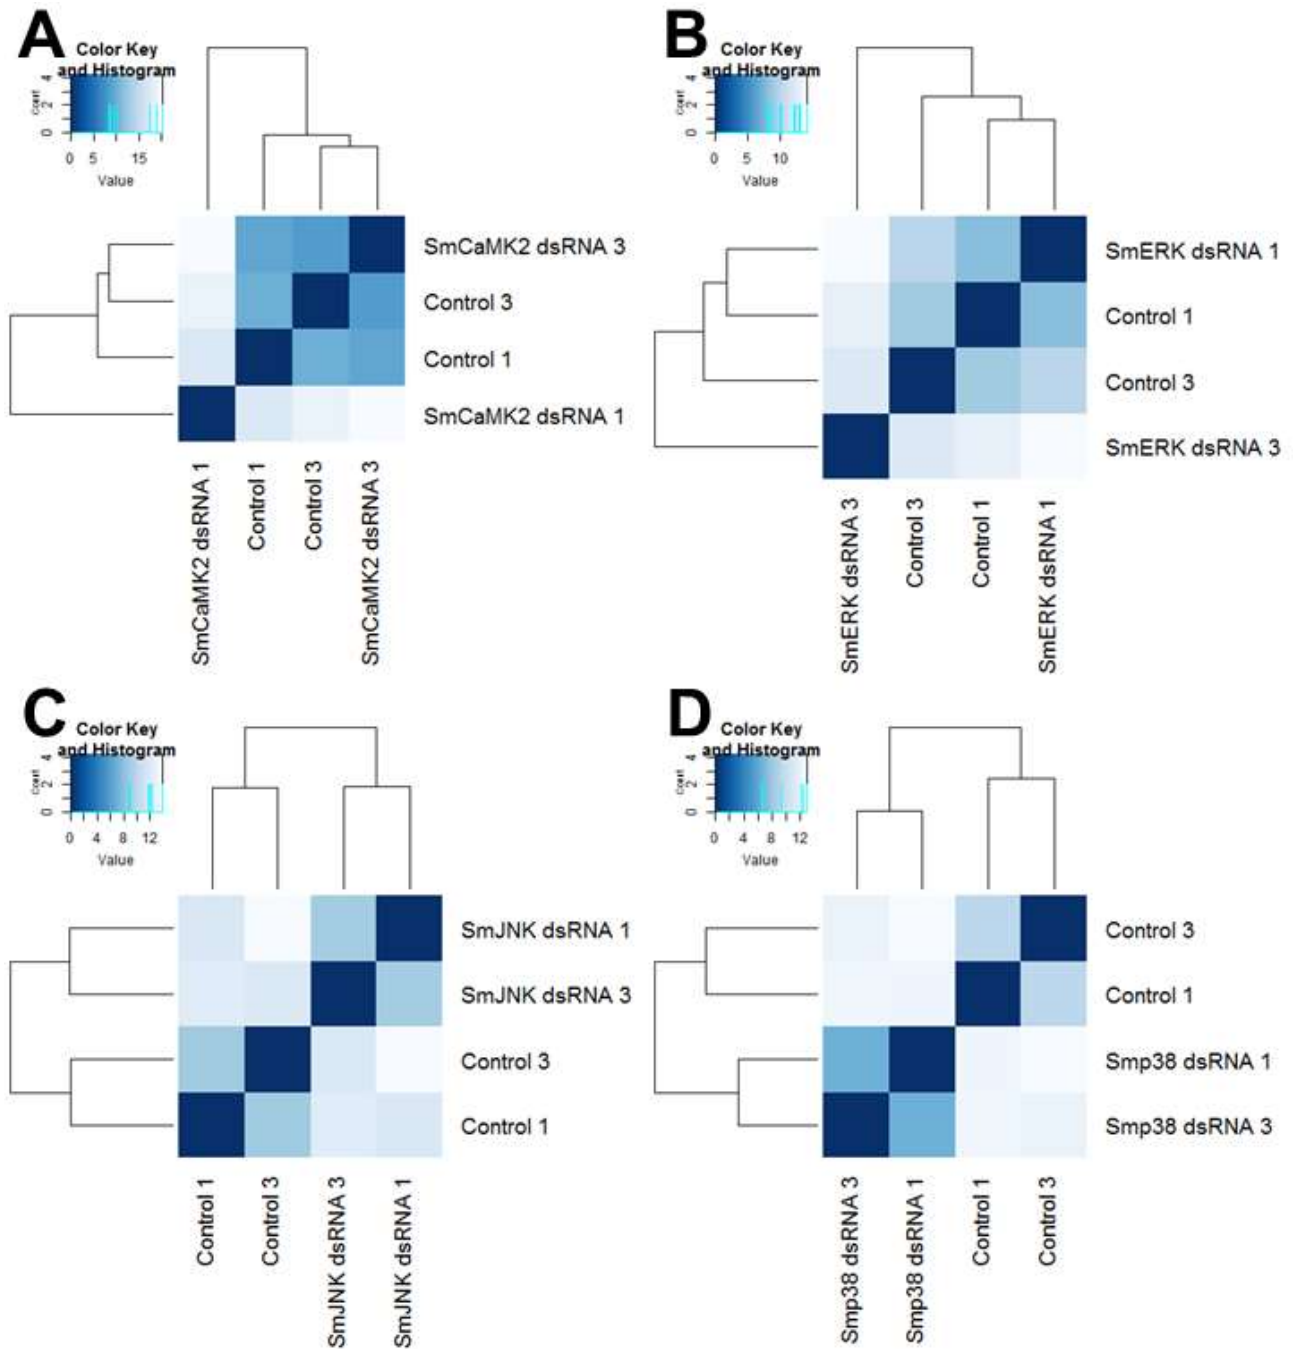 A
Color Key
and Histogram
Count
0 2 4
0 5 15
Value
SmCaMK2 dsRNA 3
Control 3
Control 1
SmCaMK2 dsRNA 1
SmCaMK2 dsRNA 1
Control 1
Control 3
SmCaMK2 dsRNA 3
B
Color Key
and Histogram
Count
0 2 4
0 5 10
Value
SmERK dsRNA 1
Control 1
Control 3
SmERK dsRNA 3
SmERK dsRNA 3
Control 3
Control 1
SmERK dsRNA 1
C
Color Key
and Histogram
Count
0 2 4
0 4 8 12
Value
SmJNK dsRNA 1
SmJNK dsRNA 3
Control 3
Control 1
Control 1
Control 3
SmJNK dsRNA 3
SmJNK dsRNA 1
D
Color Key
and Histogram
Count
0 2 4
0 4 8 12
Value
Control 3
Control 1
Smp38 dsRNA 1
Smp38 dsRNA 3
Smp38 dsRNA 3
Smp38 dsRNA 1
Control 1
Control 3